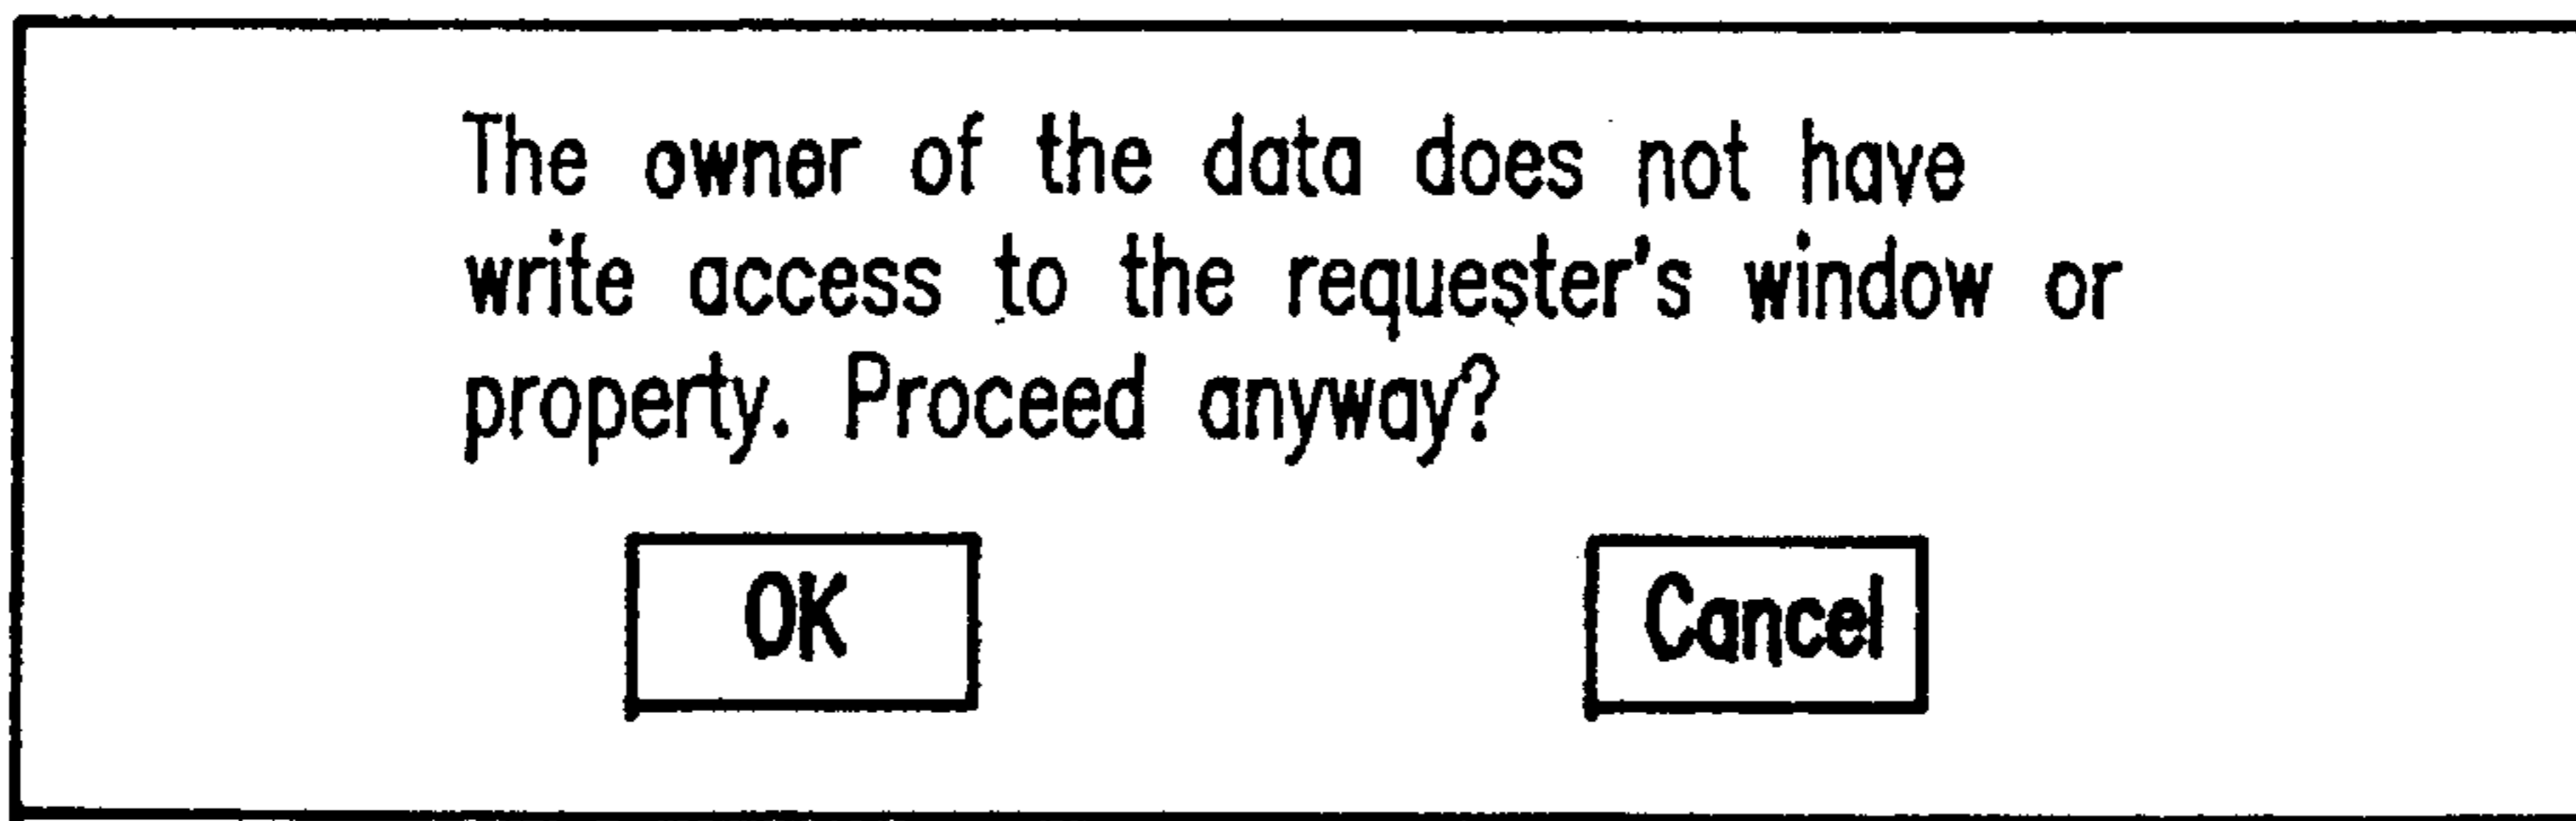 The owner of the data does not have
write access to the requester's window or
property. Proceed anyway?
OK
Cancel